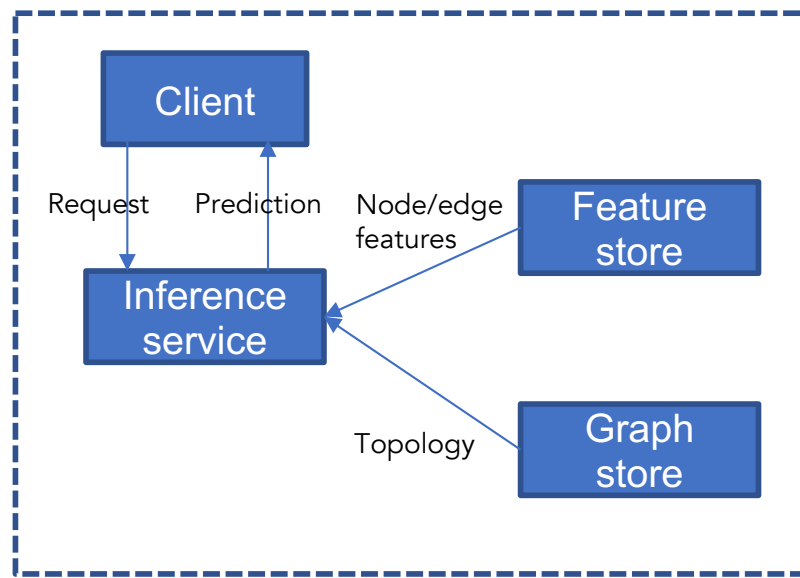 Client
Request
Prediction
Node/edge
features
Feature
store
Inference
service
Topology
Graph
store